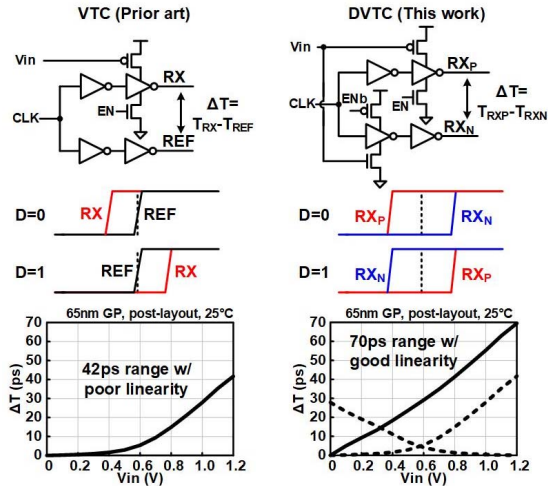 VTC (Prior art)
Vin
RX
CLK
EN
ΔT=
TRX-TREF
REF
D=0
RX
REF
D=1
REF
RX
65nm GP, post-layout, 25°C
42ps range w/
poor linearity
ΔT (ps)
70
60
50
40
30
20
10
0
0 0.2 0.4 0.6 0.8 1.0 1.2
Vin (V)
DVTC (This work)
Vin
RXP
CLK
ENb
EN
ΔT=
TRXP-TRXN
RXN
D=0
RXP
RXN
D=1
RXN
RXP
65nm GP, post-layout, 25°C
70ps range w/
good linearity
ΔT (ps)
70
60
50
40
30
20
10
0
0 0.2 0.4 0.6 0.8 1.0 1.2
Vin (V)